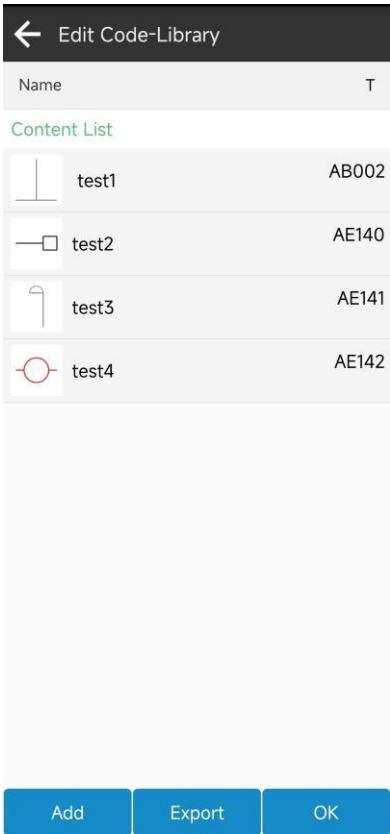 Edit Code-Library
Name T
Content List
test1 AB002
test2 AE140
test3 AE141
test4 AE142
Add Export OK